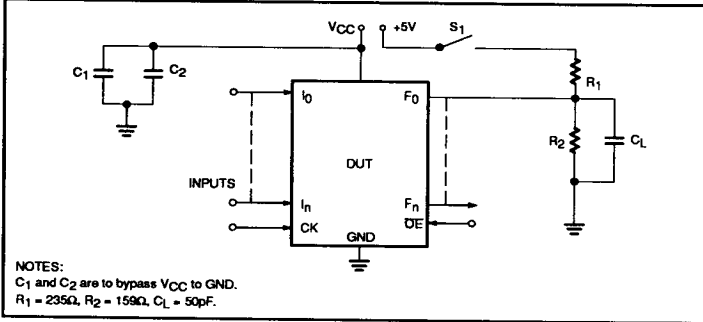 VCC +5V S1
C1 C2
R1
I0 F0
R2 CL
DUT
INPUTS
In Fn
CK OE
GND
NOTES:
C1 and C2 are to bypass VCC to GND.
R1 = 235Ω, R2 = 159Ω, CL = 50pF.